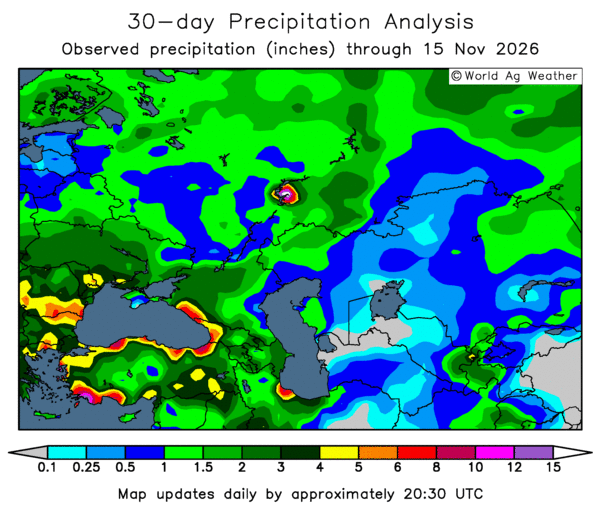 30-day Precipitation Analysis
Observed precipitation (inches) through 15 Nov 2026
©World Ag Weather
0.1 0.25 0.5 1 1.5 2 3 4 5 6 8 10 12 15
Map updates daily by approximately 20:30 UTC